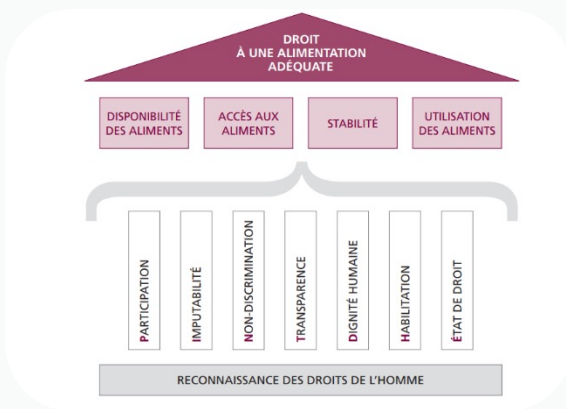 DROIT
À UNE ALIMENTATION
ADÉQUATE
DISPONIBILITÉ
DES ALIMENTS
ACCÈS AUX
ALIMENTS
STABILITÉ
UTILISATION
DES ALIMENTS
PARTICIPATION
IMPUTABILITÉ
NON-DISCRIMINATION
TRANSPARENCE
DIGNITÉ HUMAINE
HABILITATION
ÉTAT DE DROIT
RECONNAISSANCE DES DROITS DE L'HOMME